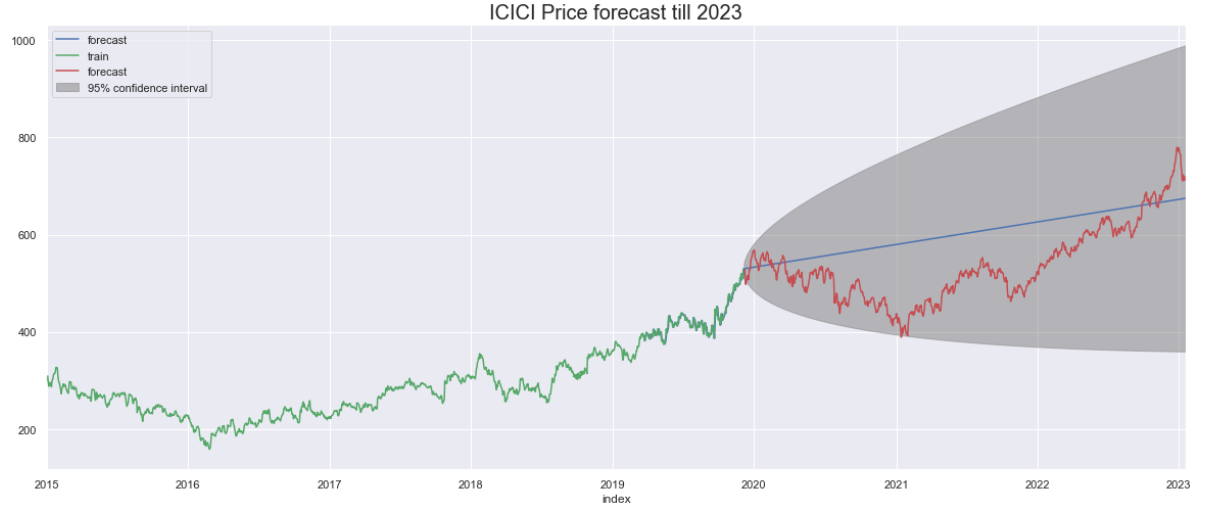 ICICI Price forecast till 2023
forecast
train
forecast
95% confidence interval
1000
800
600
400
200
2015 2016 2017 2018 2019 2020 2021 2022 2023
index